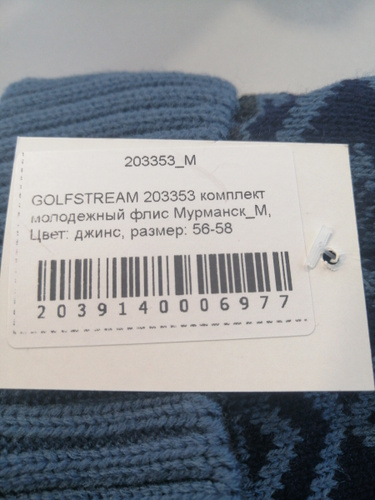 203353_M
GOLFSTREAM 203353 комплект
молодежный флис Мурманск_М,
Цвет: джинс, размер: 56-58
2039140006977